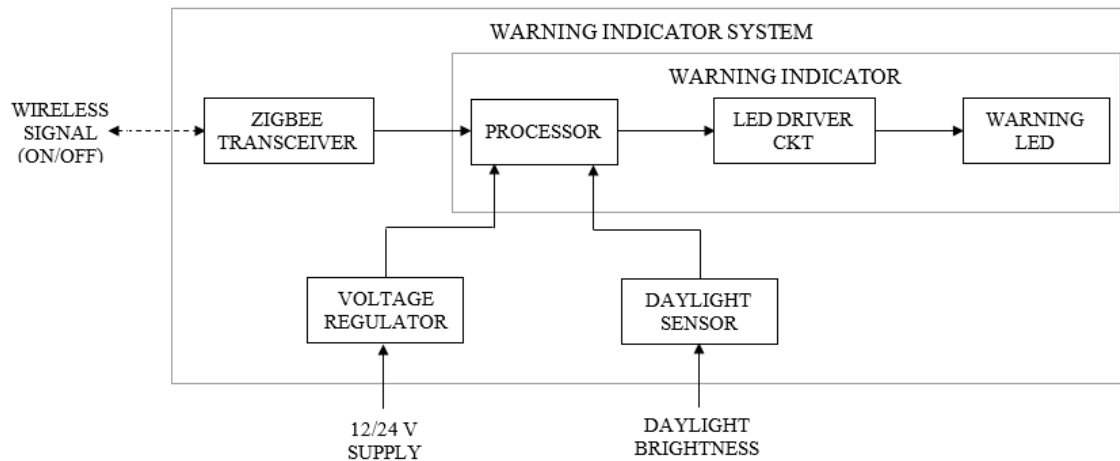 WARNING INDICATOR SYSTEM
WARNING INDICATOR
WIRELESS
SIGNAL
(ON/OFF)
ZIGBEE
TRANSCEIVER
PROCESSOR
LED DRIVER
CKT
WARNING
LED
VOLTAGE
REGULATOR
DAYLIGHT
SENSOR
12/24 V
SUPPLY
DAYLIGHT
BRIGHTNESS